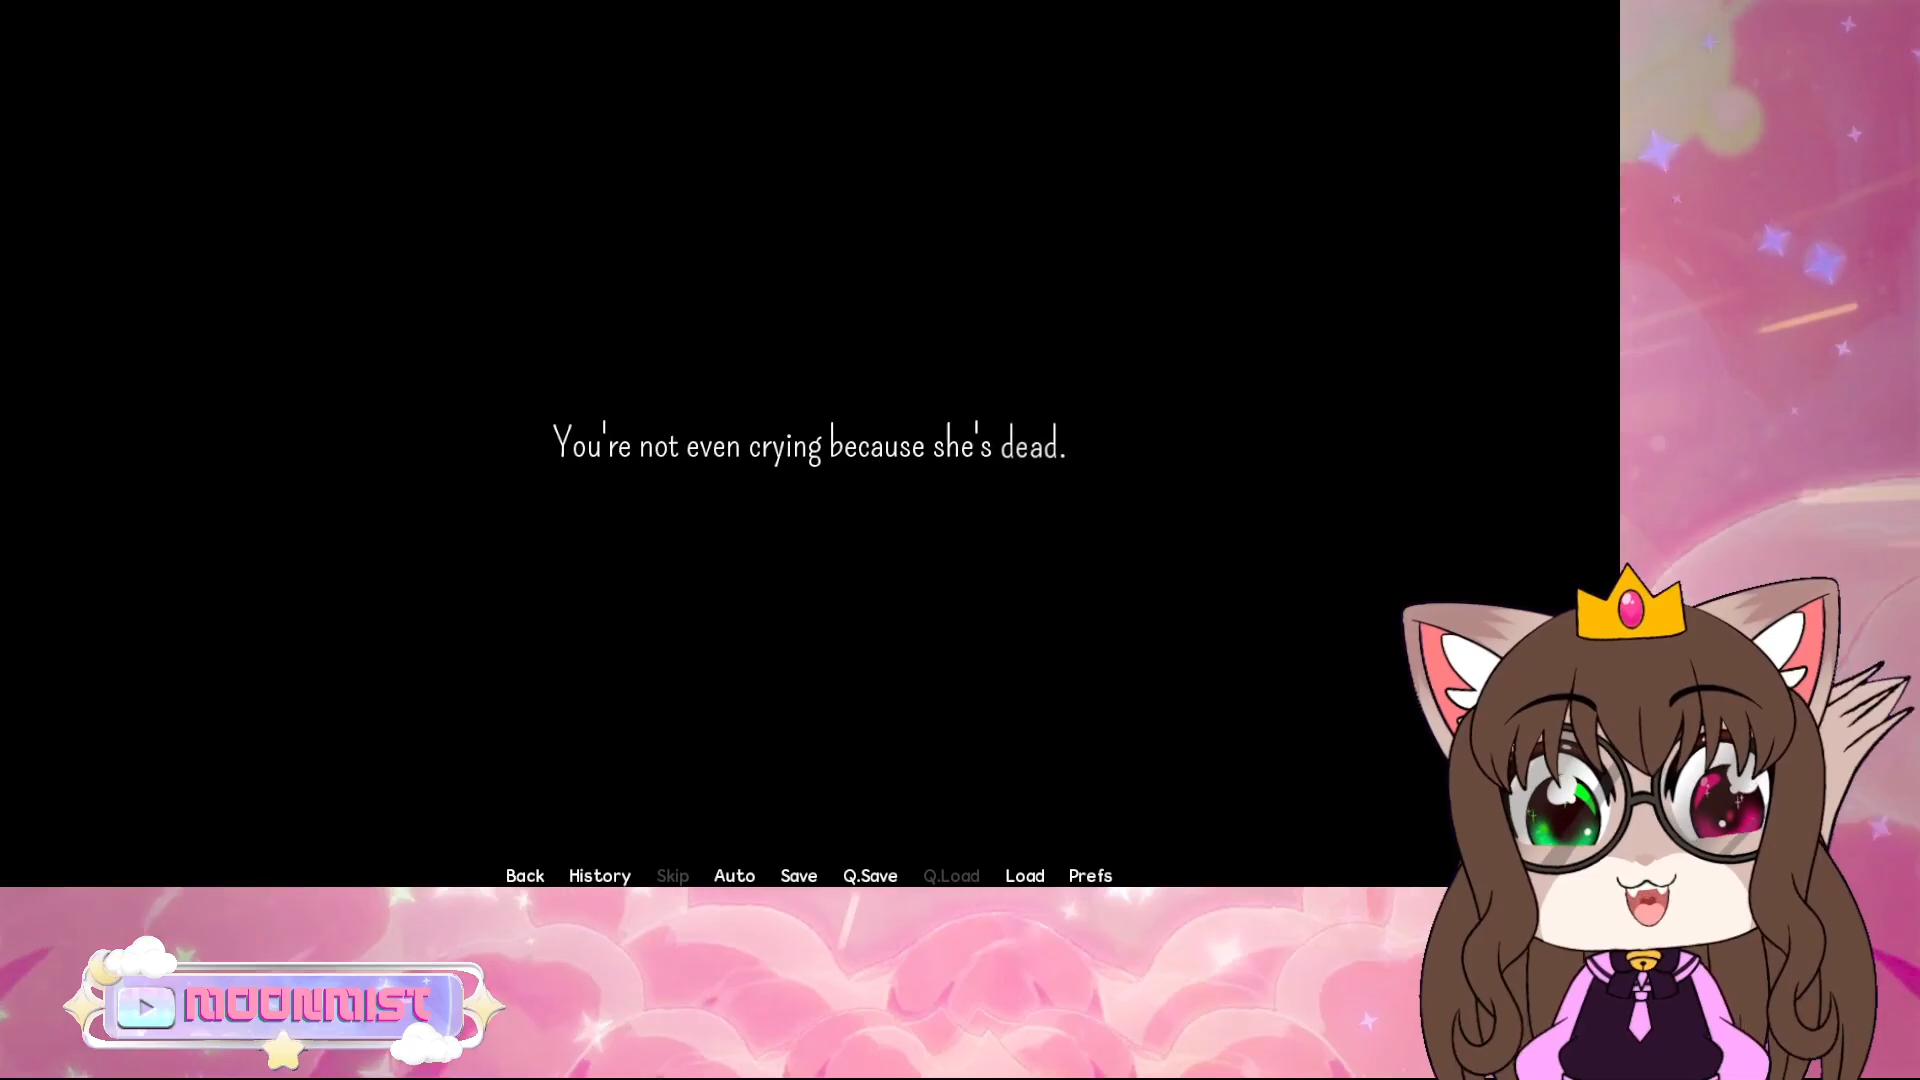 You're not even crying because she's dead.
Back History Skip Auto Save Q.Save Q.Load Load Prefs
MOONMIST